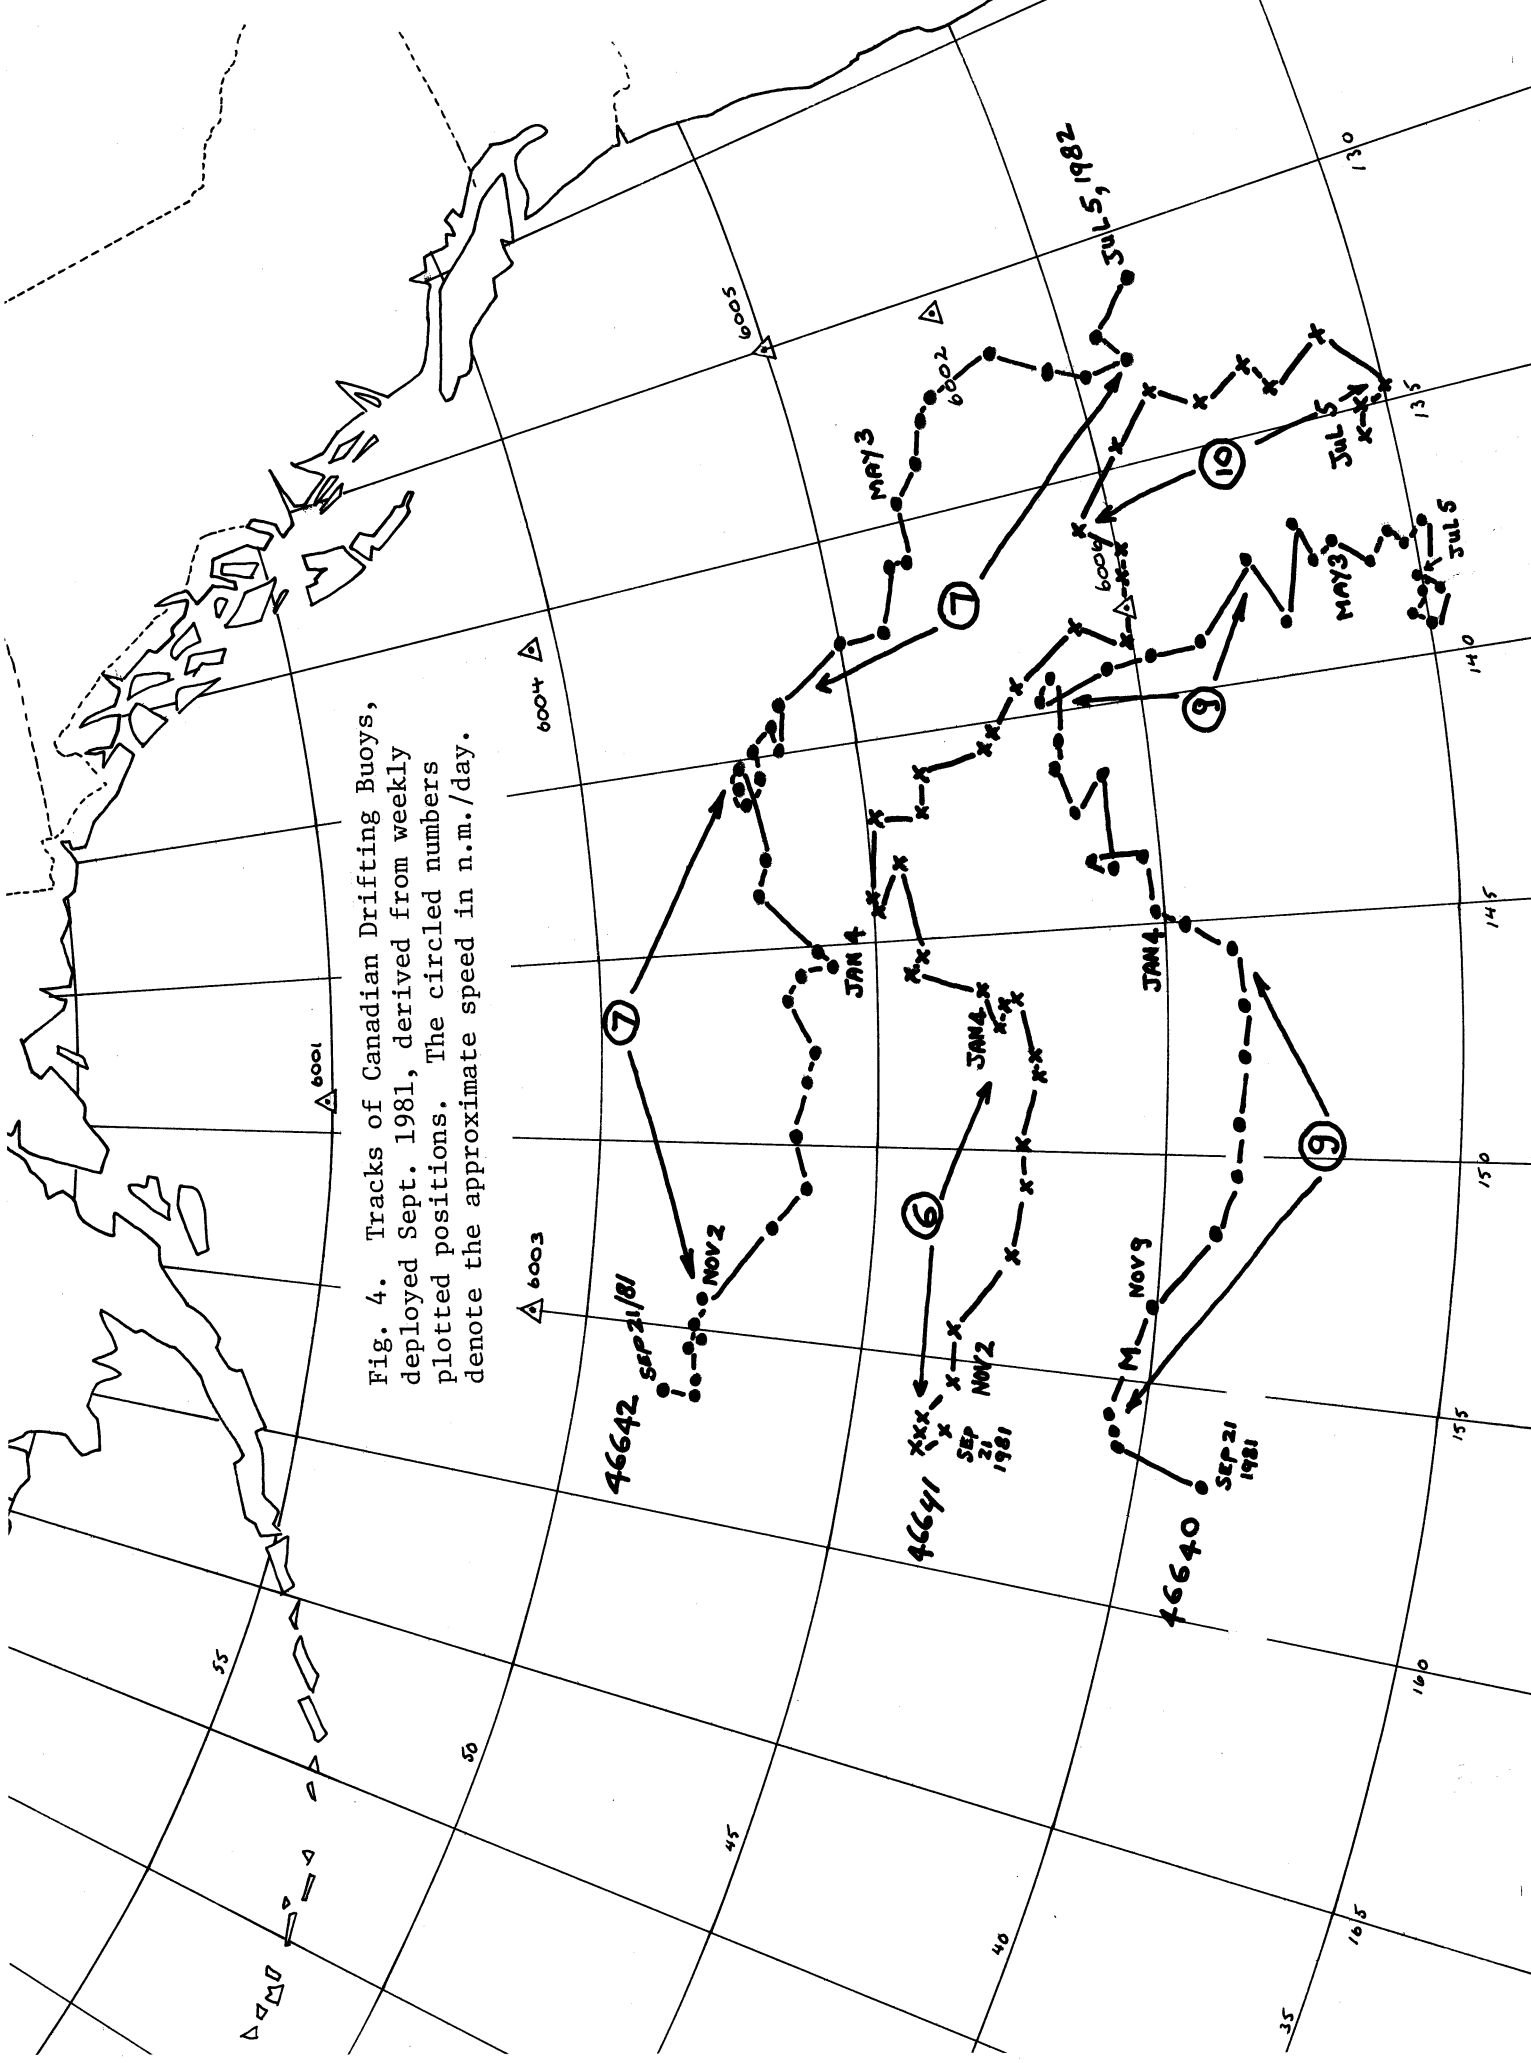 Fig. 4. Tracks of Canadian Drifting Buoys,
deployed Sept. 1981, derived from weekly
plotted positions. The circled numbers
denote the approximate speed in n.m./day.
6001
6003
6004
6005
6002
6006
46642
SEP 21/81
NOV 2
JAN 4
MAY 3
JUL 5, 1982
7
7
46641
SEP
21
1981
NOV 2
JAN 4
JUL 5
6
10
46640
SEP 21
1981
M
NOV 9
JAN 4
MAY 3
JUL 5
9
9
55
50
45
40
35
165
160
155
150
145
140
135
130